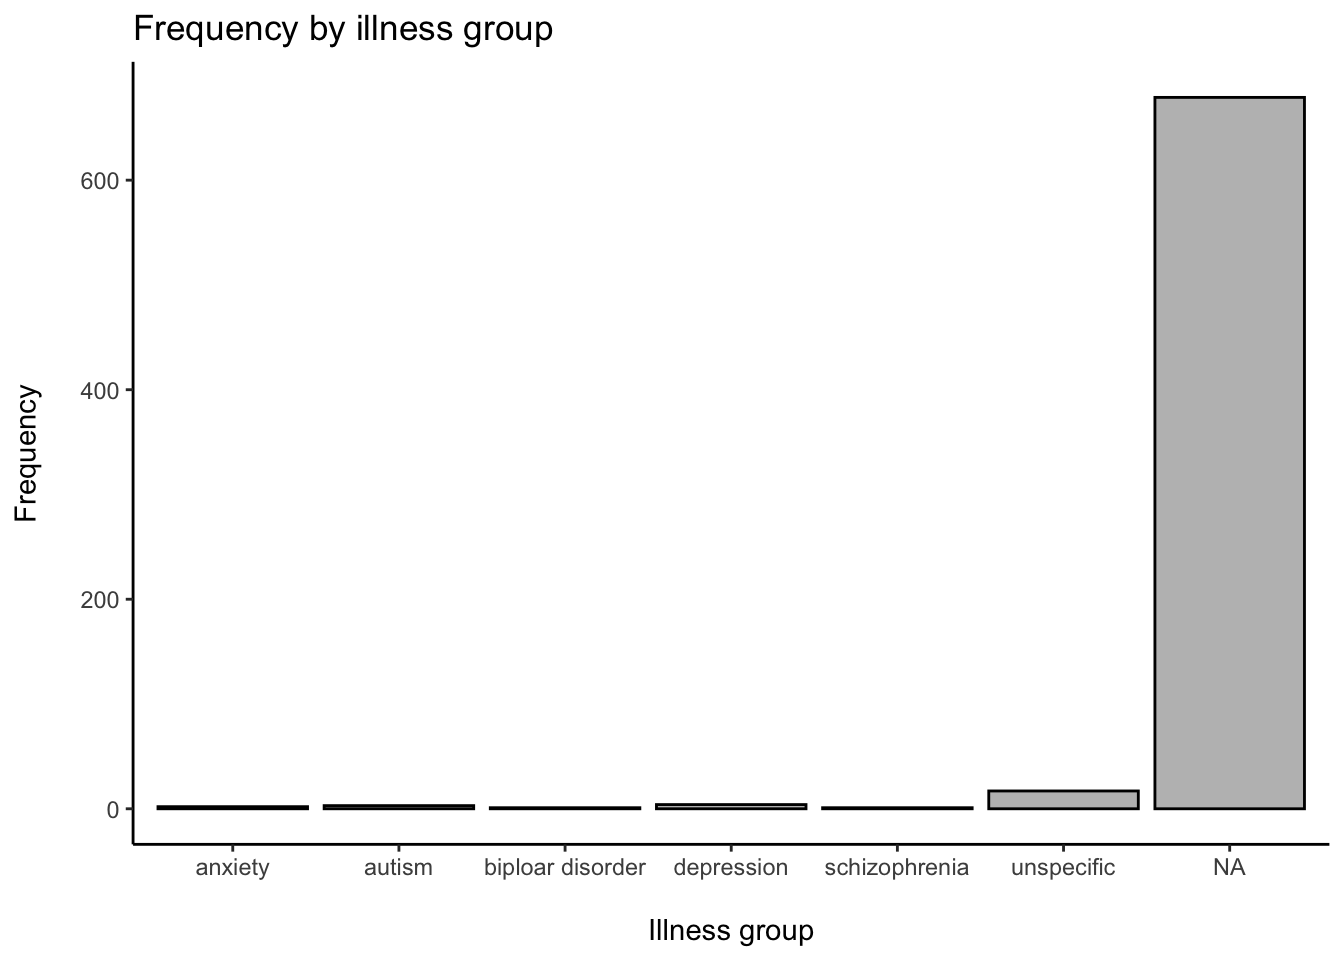 Frequency by illness group
Frequency
600
400
200
0
anxiety autism biploar disorder depression schizophrenia unspecific NA
Illness group